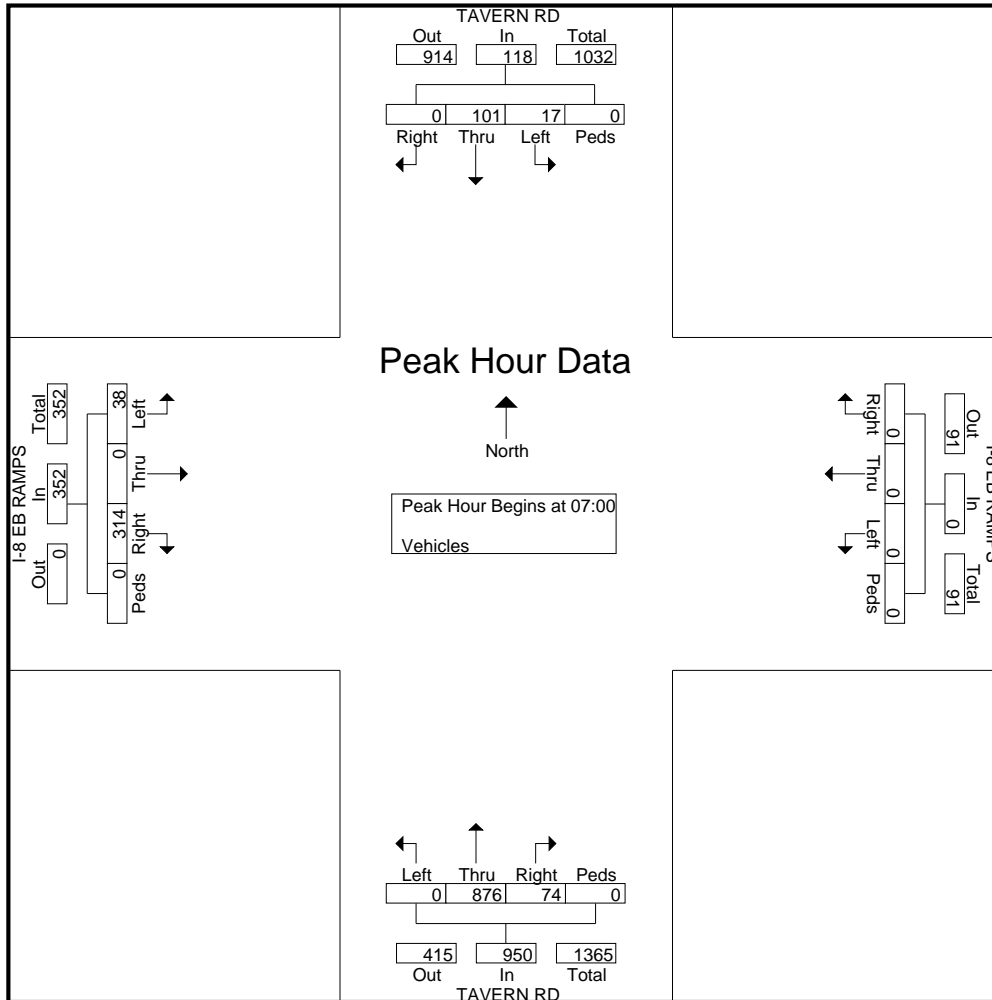 TAVERN RD
Out In Total
914 118 1032
0 101 17 0
Right Thru Left Peds
Peak Hour Data
North
Peak Hour Begins at 07:00
Vehicles
I-8 EB RAMPS
Total In Out
352 352 0
38 0 314 0
Left Thru Right Peds
Right Thru Left Peds
0 0 0 0
Out In Total
91 0 91
I-8 EB RAMPS
Left Thru Right Peds
0 876 74 0
415 950 1365
Out In Total
TAVERN RD